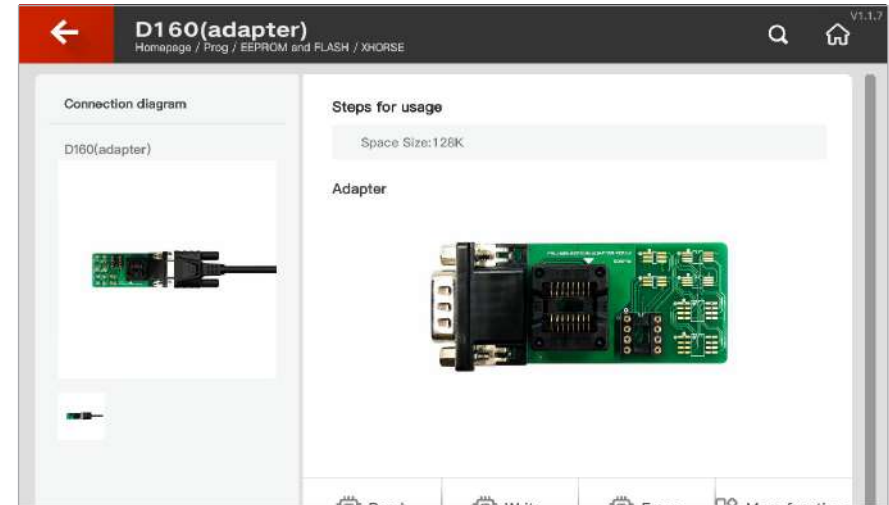 D160(adapter)
V1.1.7
Homepage / Prog / EEPROM and FLASH / XHORSE
Connection diagram
D160(adapter)
Steps for usage
Space Size:128K
Adapter